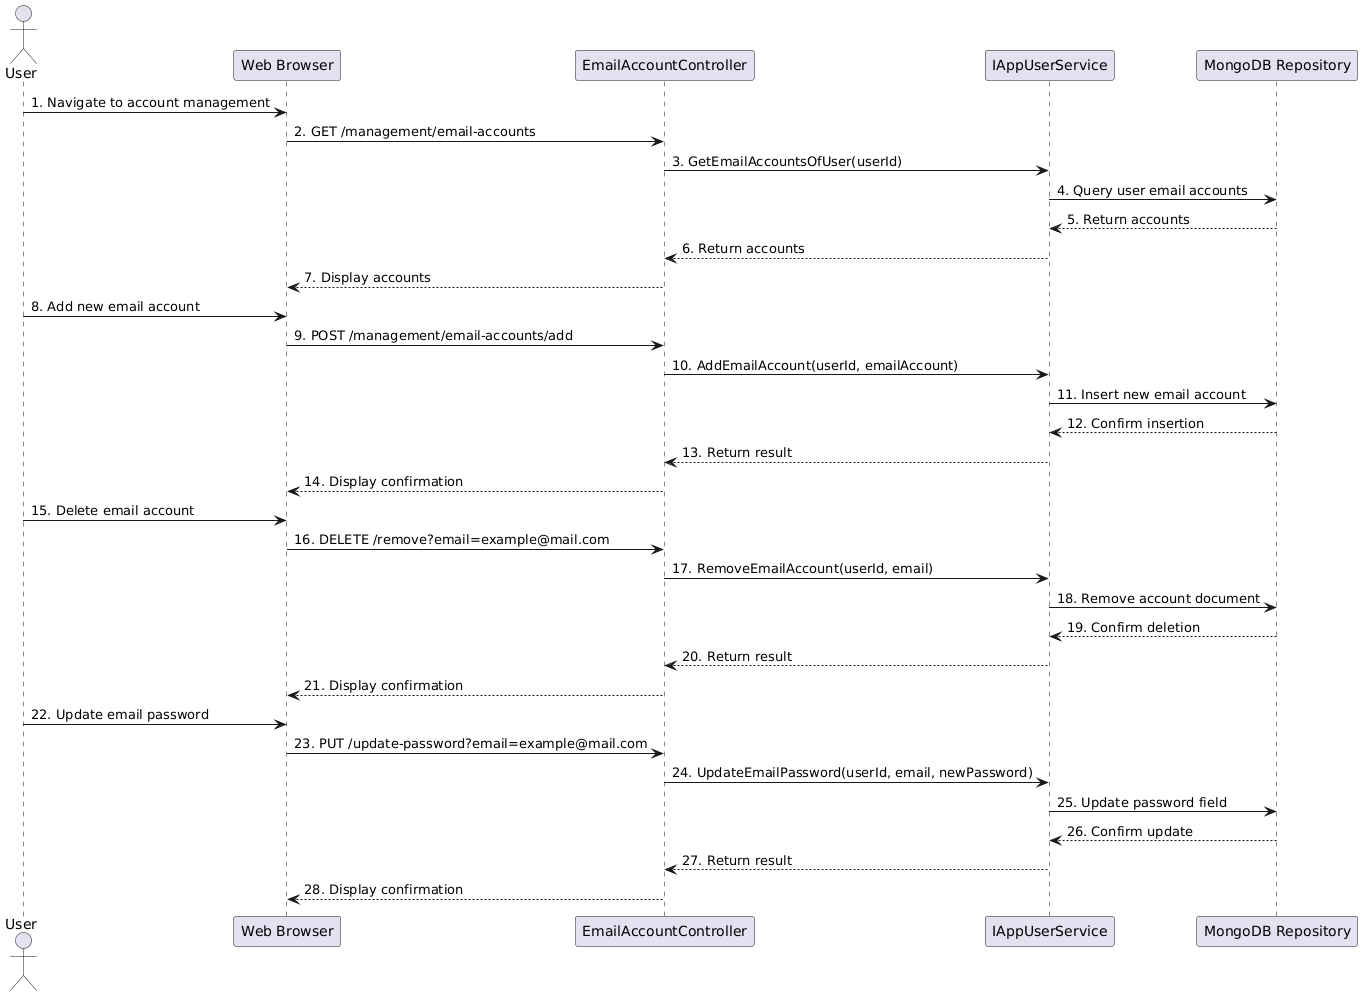 User
Web Browser
EmailAccountController
IAppUserService
MongoDB Repository
1. Navigate to account management
2. GET /management/email-accounts
3. GetEmailAccountsOfUser(userId)
4. Query user email accounts
5. Return accounts
6. Return accounts
7. Display accounts
8. Add new email account
9. POST /management/email-accounts/add
10. AddEmailAccount(userId, emailAccount)
11. Insert new email account
12. Confirm insertion
13. Return result
14. Display confirmation
15. Delete email account
16. DELETE /remove?email=example@mail.com
17. RemoveEmailAccount(userId, email)
18. Remove account document
19. Confirm deletion
20. Return result
21. Display confirmation
22. Update email password
23. PUT /update-password?email=example@mail.com
24. UpdateEmailPassword(userId, email, newPassword)
25. Update password field
26. Confirm update
27. Return result
28. Display confirmation
User
Web Browser
EmailAccountController
IAppUserService
MongoDB Repository